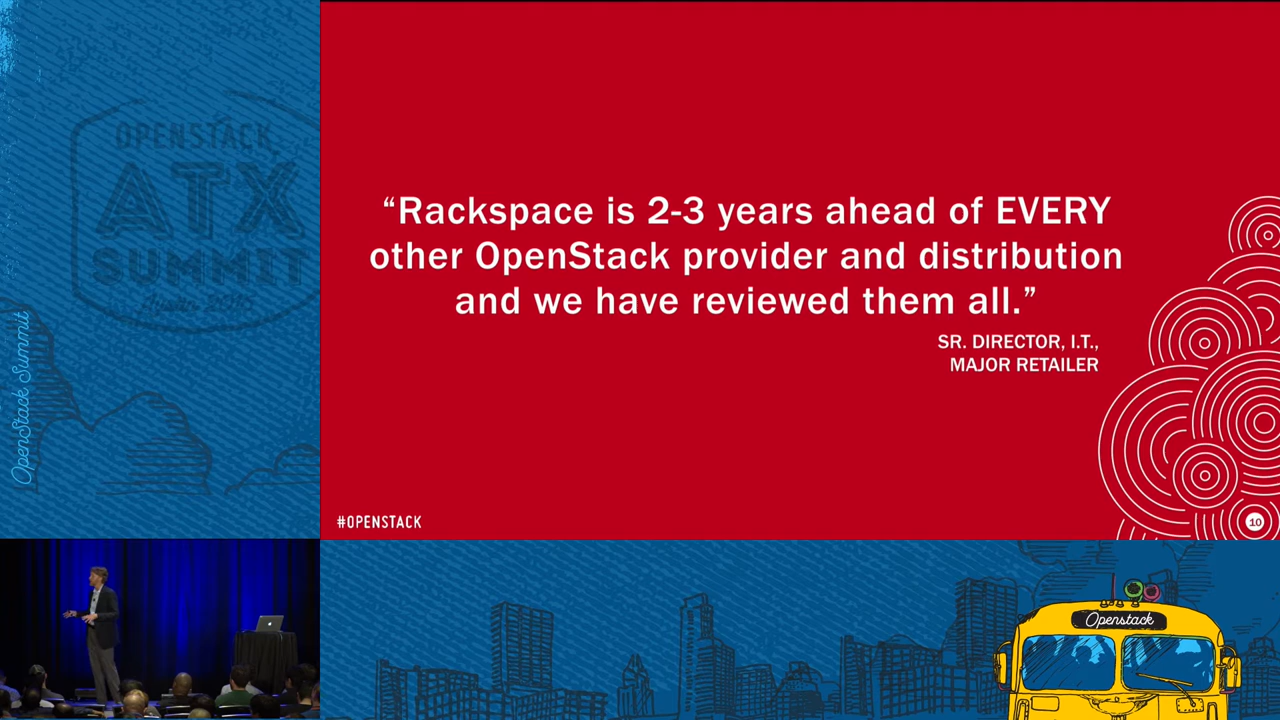 OPENSTACK
ATX
SUMMIT
OpenStack Summit
“Rackspace is 2-3 years ahead of EVERY
other OpenStack provider and distribution
and we have reviewed them all.”
SR. DIRECTOR, I.T.,
MAJOR RETAILER
#OPENSTACK
10
Openstack